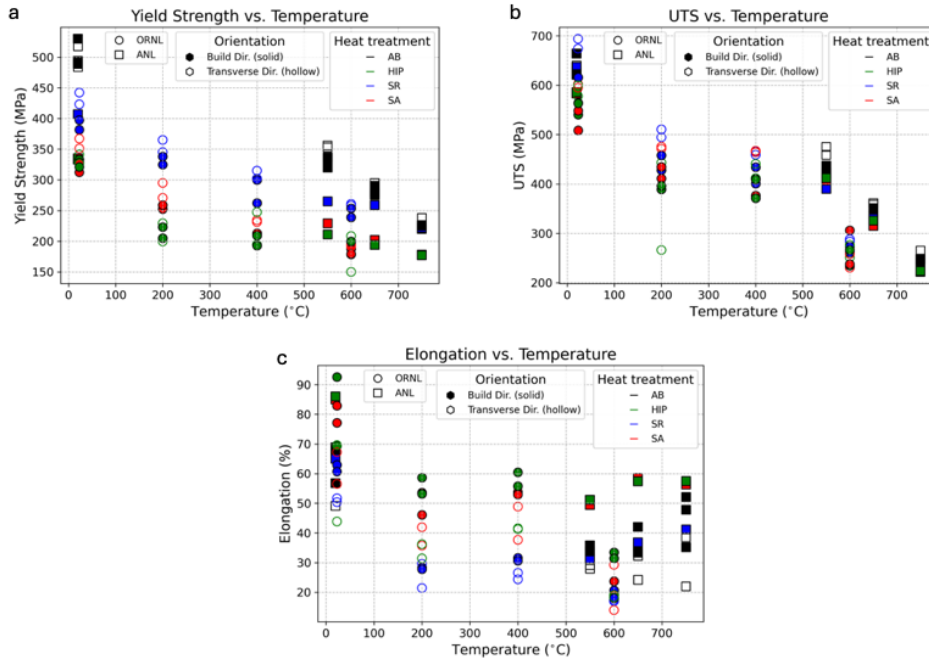 a
Yield Strength vs. Temperature
ORNL
ANL
Orientation
Build Dir. (solid)
Transverse Dir. (hollow)
Heat treatment
AB
HIP
SR
SA
Yield Strength (MPa)
500
450
400
350
300
250
200
150
0 100 200 300 400 500 600 700
Temperature (°C)
b
UTS vs. Temperature
ORNL
ANL
Orientation
Build Dir. (solid)
Transverse Dir. (hollow)
Heat treatment
AB
HIP
SR
SA
UTS (MPa)
700
600
500
400
300
200
0 100 200 300 400 500 600 700
Temperature (°C)
c
Elongation vs. Temperature
ORNL
ANL
Orientation
Build Dir. (solid)
Transverse Dir. (hollow)
Heat treatment
AB
HIP
SR
SA
Elongation (%)
90
80
70
60
50
40
30
20
0 100 200 300 400 500 600 700
Temperature (°C)